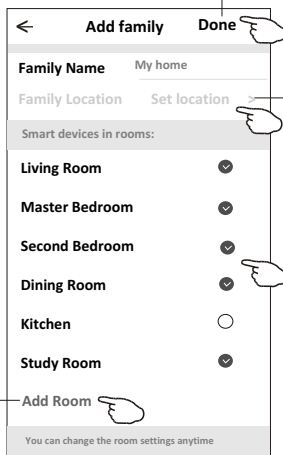 ← Add family Done
Family Name My home
Family Location Set location >
Smart devices in rooms:
Living Room
Master Bedroom
Second Bedroom
Dining Room
Kitchen
Study Room
Add Room
You can change the room settings anytime